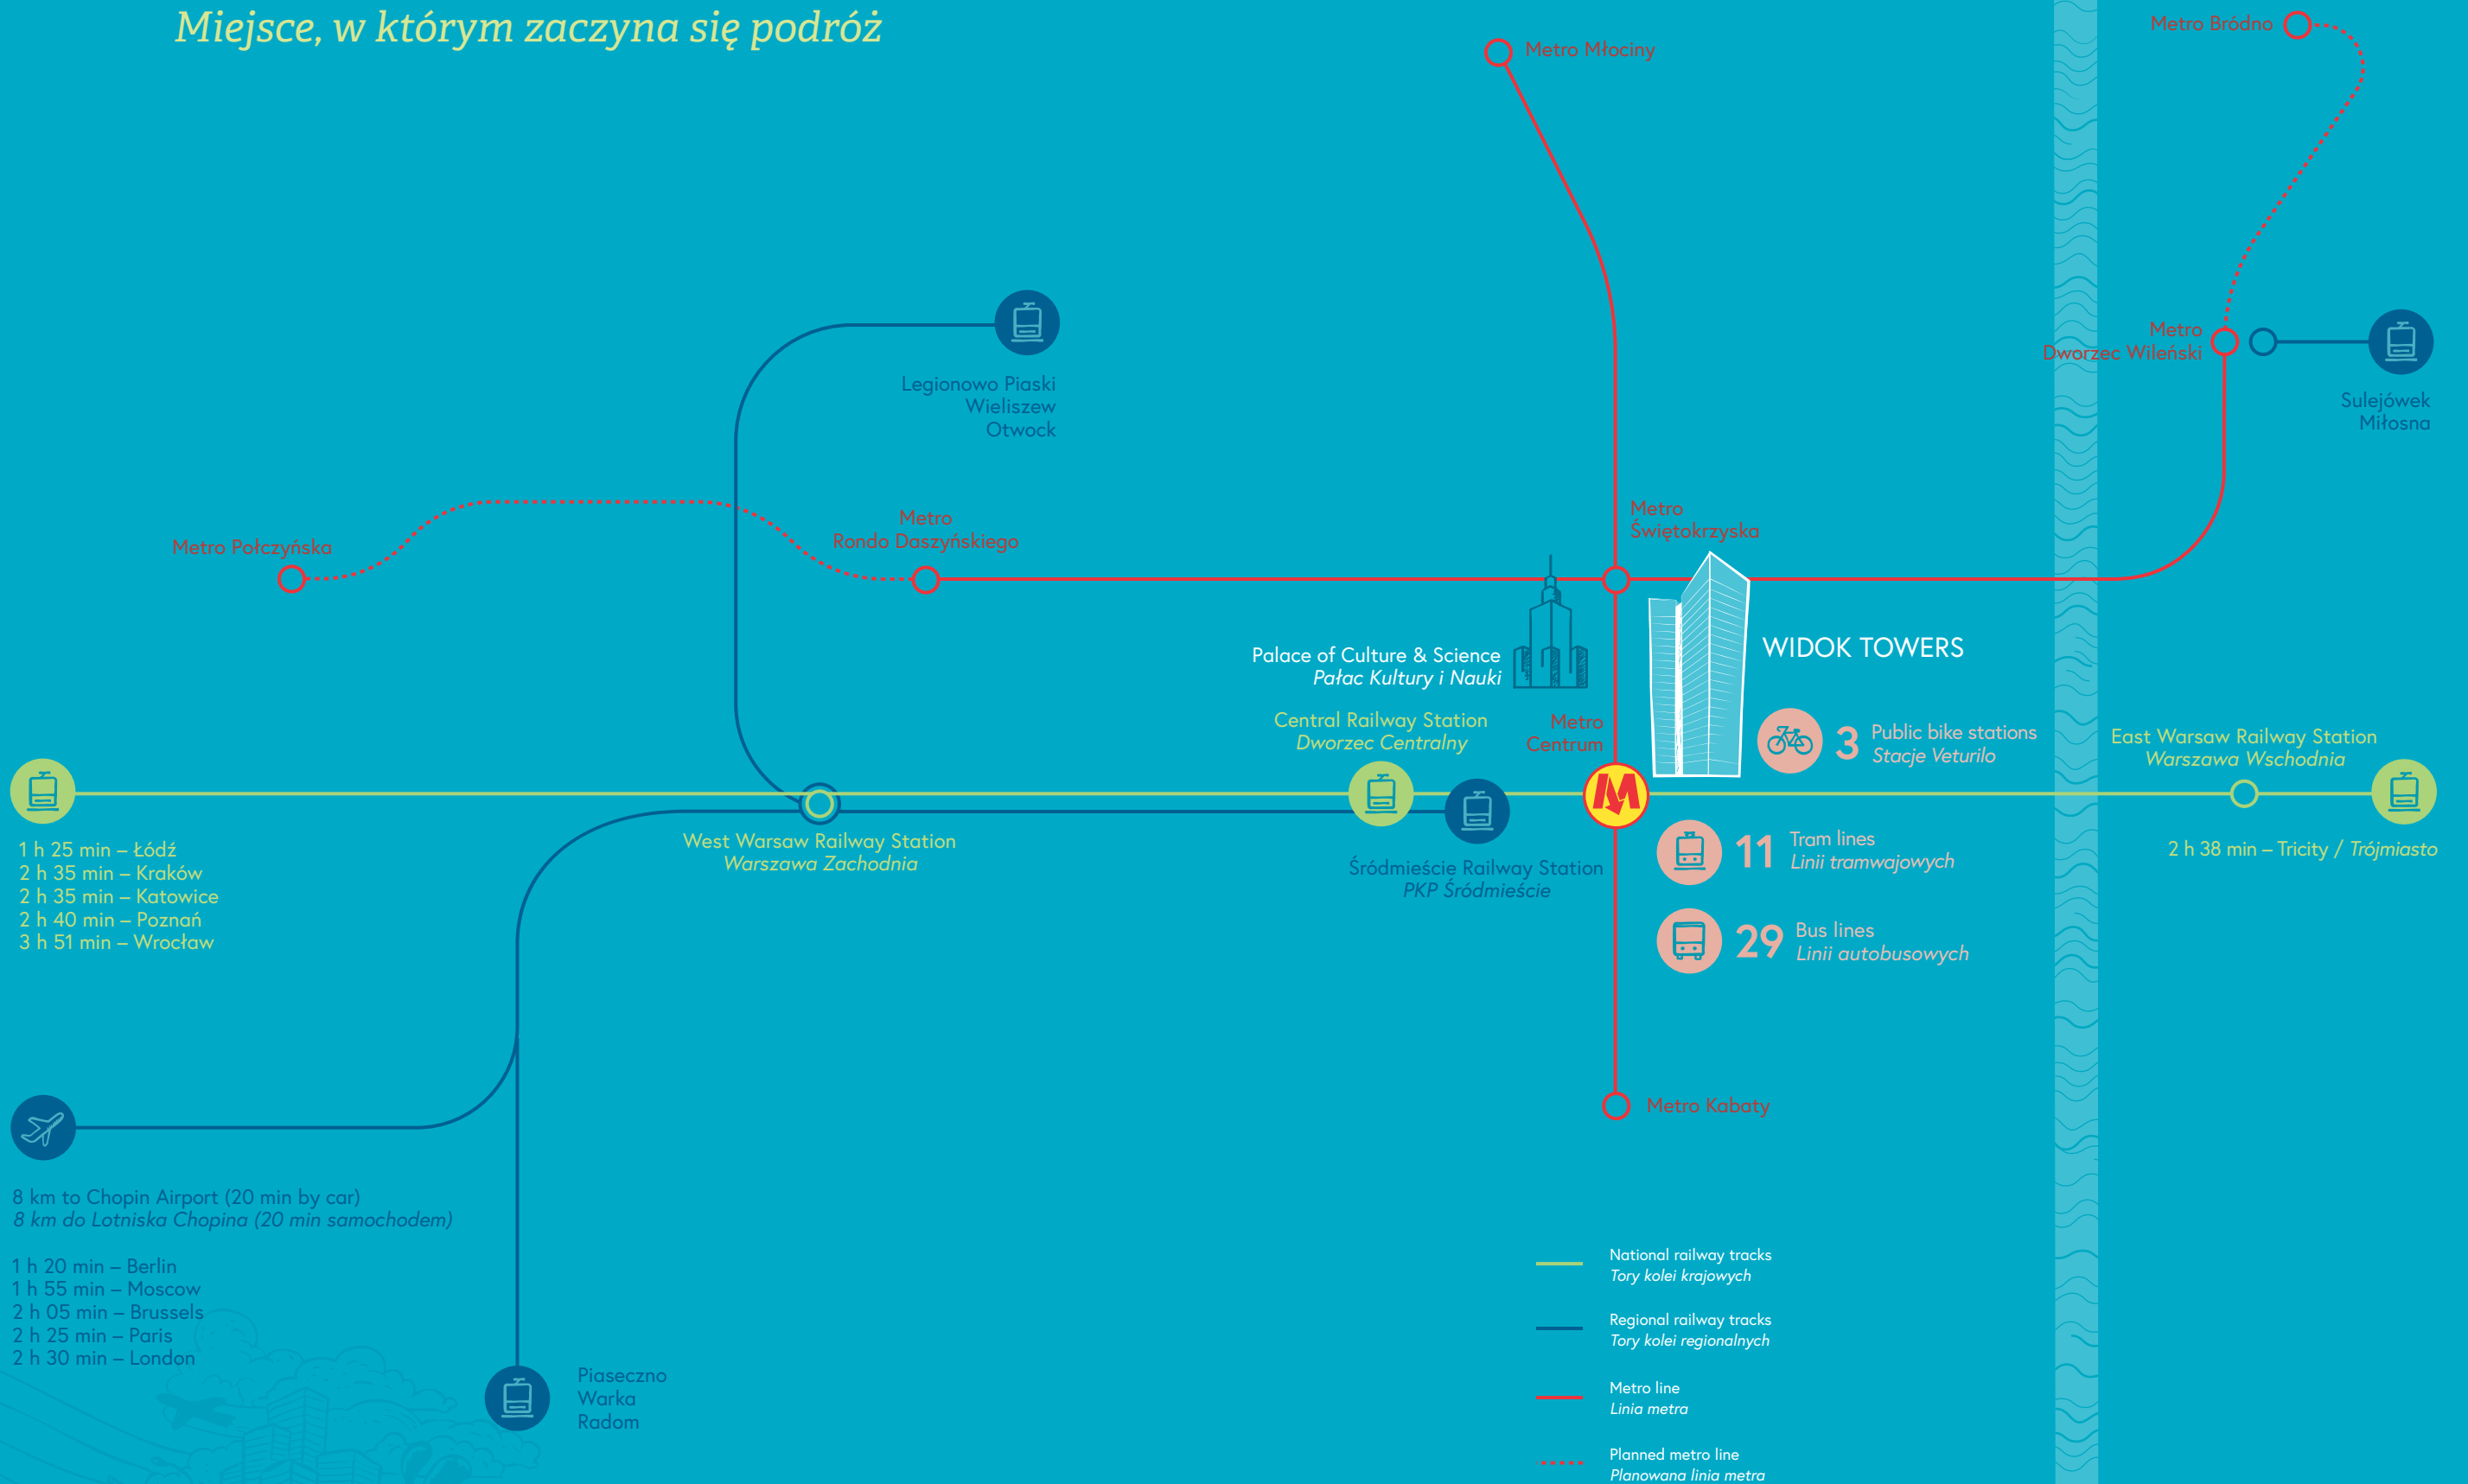 Miejsce, w którym zaczyna się podróż
Metro Młociny
Metro Bródno
Metro
Dworzec Wileński
Sulejówek
Miłosna
Legionowo Piaski
Wieliszew
Otwock
Metro Połczyńska
Metro
Rondo Daszyńskiego
Metro
Świętokrzyska
Palace of Culture & Science
Pałac Kultury i Nauki
WIDOK TOWERS
Central Railway Station
Dworzec Centralny
Metro
Centrum
3 Public bike stations
Stacje Veturilo
East Warsaw Railway Station
Warszawa Wschodnia
1 h 25 min – Łódź
2 h 35 min – Kraków
2 h 35 min – Katowice
2 h 40 min – Poznań
3 h 51 min – Wrocław
West Warsaw Railway Station
Warszawa Zachodnia
Śródmieście Railway Station
PKP Śródmieście
M
11 Tram lines
Linii tramwajowych
2 h 38 min – Tricity / Trójmiasto
29 Bus lines
Linii autobusowych
Metro Kabaty
8 km to Chopin Airport (20 min by car)
8 km do Lotniska Chopina (20 min samochodem)
1 h 20 min – Berlin
1 h 55 min – Moscow
2 h 05 min – Brussels
2 h 25 min – Paris
2 h 30 min – London
Piaseczno
Warka
Radom
National railway tracks
Tory kolei krajowych
Regional railway tracks
Tory kolei regionalnych
Metro line
Linia metra
Planned metro line
Planowana linia metra